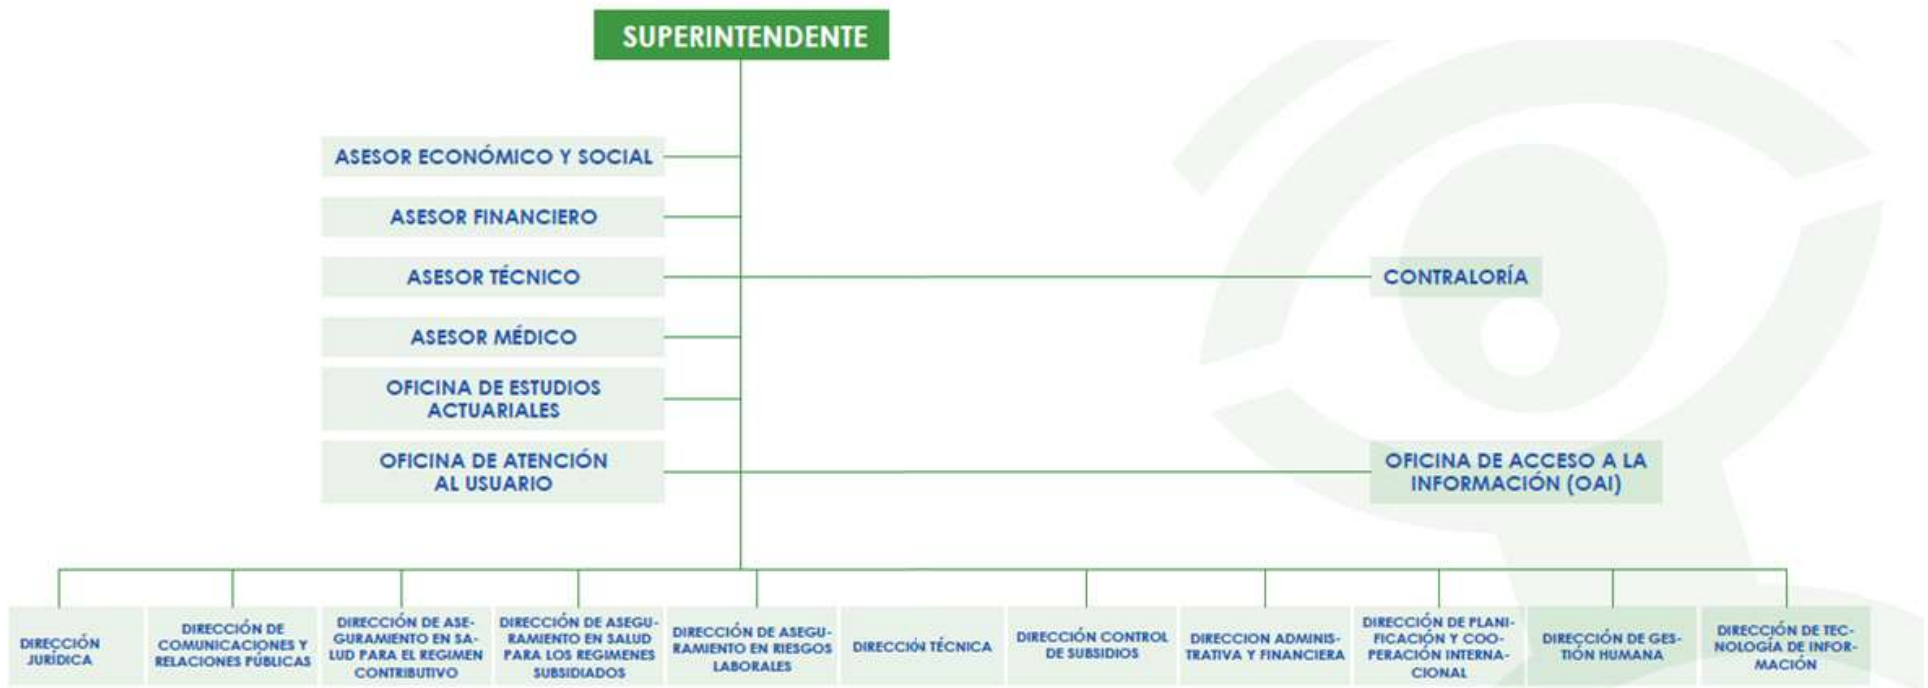 SUPERINTENDENTE
ASESOR ECONÓMICO Y SOCIAL
ASESOR FINANCIERO
ASESOR TÉCNICO
CONTRALORÍA
ASESOR MÉDICO
OFICINA DE ESTUDIOS
ACTUARIALES
OFICINA DE ATENCIÓN
AL USUARIO
OFICINA DE ACCESO A LA
INFORMACIÓN (OAI)
DIRECCIÓN
JURÍDICA
DIRECCIÓN DE
COMUNICACIONES Y
RELACIONES PÚBLICAS
DIRECCIÓN DE ASE-
GURAMIENTO EN SA-
LUD PARA EL REGIMEN
CONTRIBUTIVO
DIRECCIÓN DE ASEGU-
RAMIENTO EN SALUD
PARA LOS REGIMENES
SUBSIDIADOS
DIRECCIÓN DE ASEGU-
RAMIENTO EN RIESGOS
LABORALES
DIRECCIÓN TÉCNICA
DIRECCIÓN CONTROL
DE SUBSIDIOS
DIRECCION ADMINIS-
TRATIVA Y FINANCIERA
DIRECCIÓN DE PLANI-
FICACIÓN Y COO-
PERACIÓN INTERNA-
CIONAL
DIRECCIÓN DE GES-
TIÓN HUMANA
DIRECCIÓN DE TEC-
NOLOGÍA DE INFOR-
MACIÓN